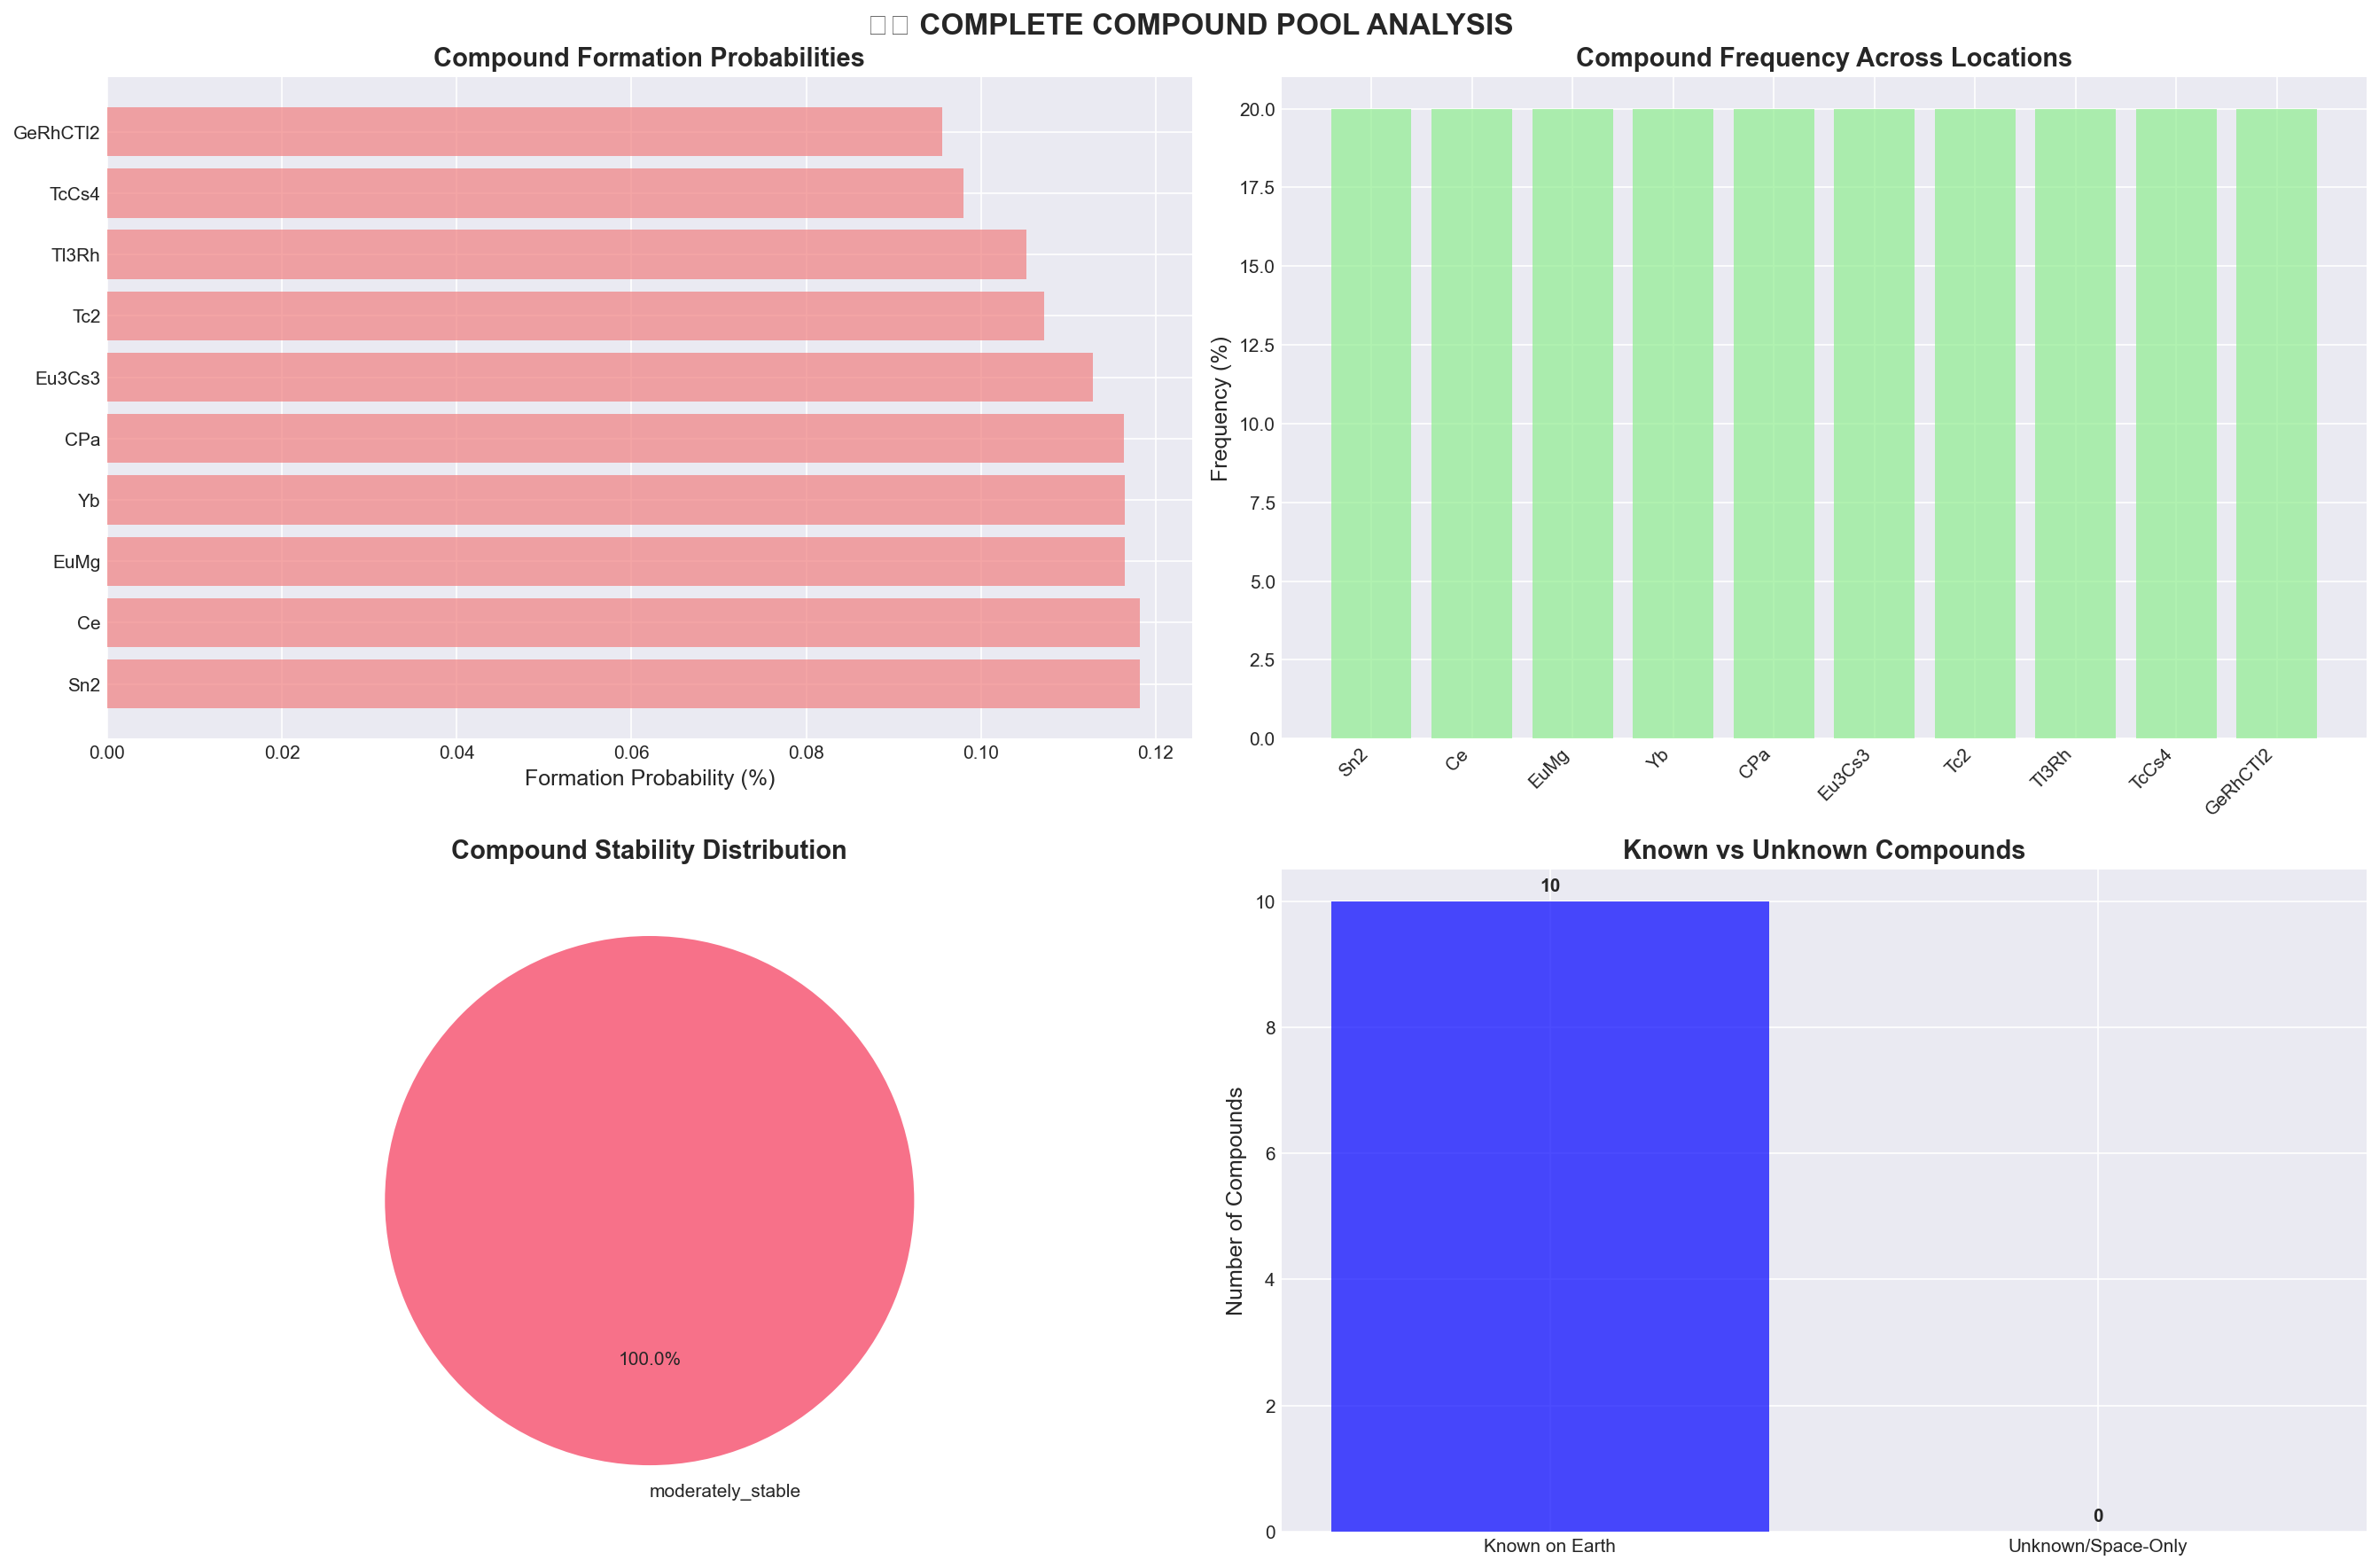 COMPLETE COMPOUND POOL ANALYSIS
Compound Formation Probabilities
GeRhCTl2
TcCs4
Tl3Rh
Tc2
Eu3Cs3
CPa
Yb
EuMg
Ce
Sn2
0.00 0.02 0.04 0.06 0.08 0.10 0.12
Formation Probability (%)
Compound Frequency Across Locations
Frequency (%)
20.0
17.5
15.0
12.5
10.0
7.5
5.0
2.5
0.0
Sn2 Ce EuMg Yb CPa Eu3Cs3 Tc2 Tl3Rh TcCs4 GeRhCTl2
Compound Stability Distribution
100.0%
moderately_stable
Known vs Unknown Compounds
Number of Compounds
10
10
8
6
4
2
0
0
Known on Earth Unknown/Space-Only